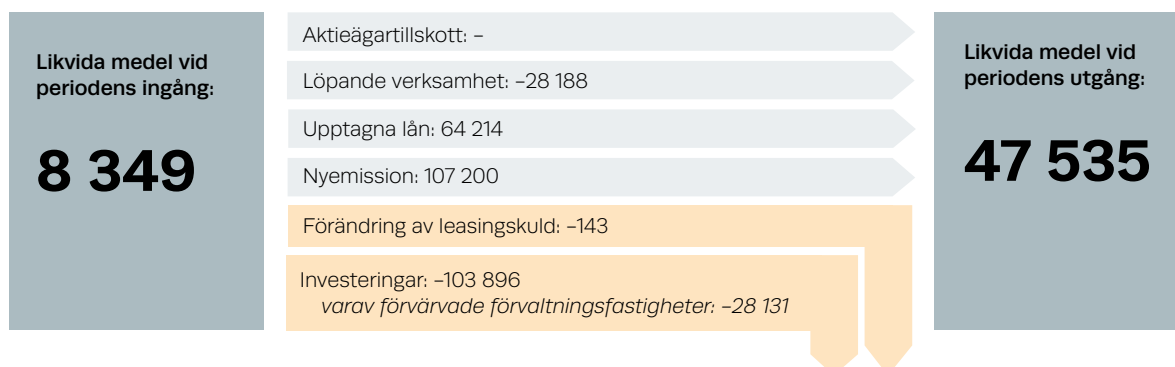 Likvida medel vid
periodens ingång:
8 349
Aktieägartillskott: –
Löpande verksamhet: –28 188
Upptagna lån: 64 214
Nyemission: 107 200
Förändring av leasingskuld: –143
Investeringar: –103 896
varav förvärvade förvaltningsfastigheter: –28 131
Likvida medel vid
periodens utgång:
47 535